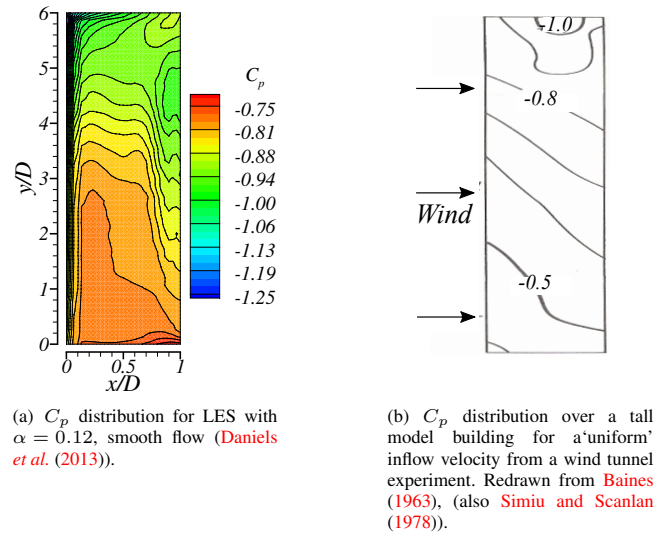 6
5
4
3
2
1
0
y/D
0
0.5
1
x/D
C_p
-0.75
-0.81
-0.88
-0.94
-1.00
-1.06
-1.13
-1.19
-1.25
-1.0
-0.8
Wind
-0.5
(a) C_p distribution for LES with
α = 0.12, smooth flow (Daniels
et al. (2013)).
(b) C_p distribution over a tall
model building for a‘uniform’
inflow velocity from a wind tunnel
experiment. Redrawn from Baines
(1963), (also Simiu and Scanlan
(1978)).